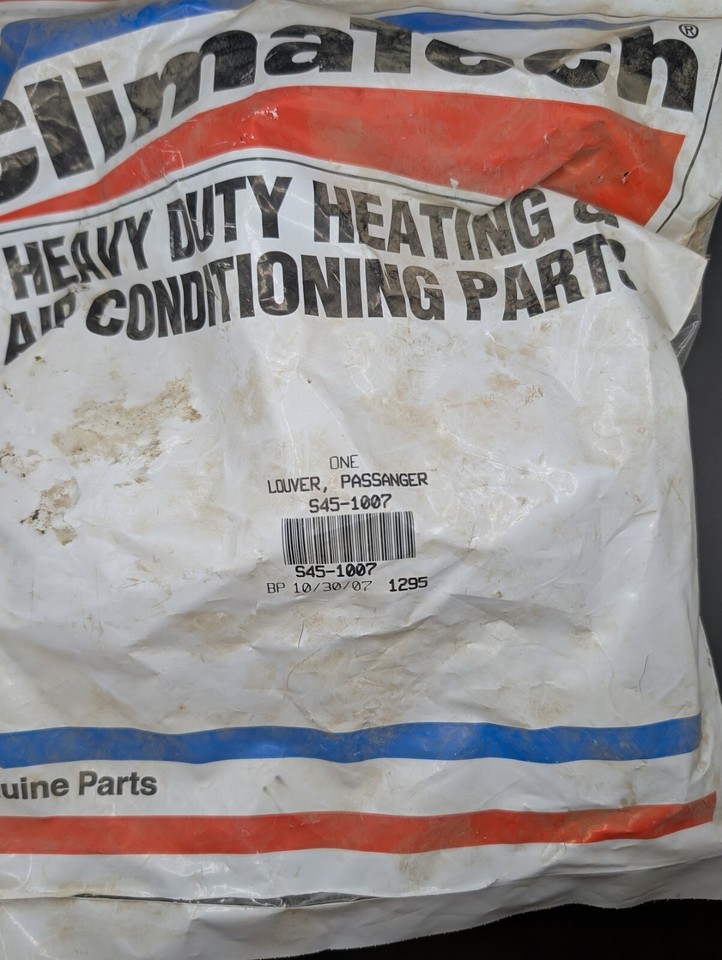 ClimaTech®
HEAVY DUTY HEATING &
AIR CONDITIONING PARTS
ONE
LOUVER, PASSANGER
S45-1007
S45-1007
BP 10/30/07 1295
uine Parts